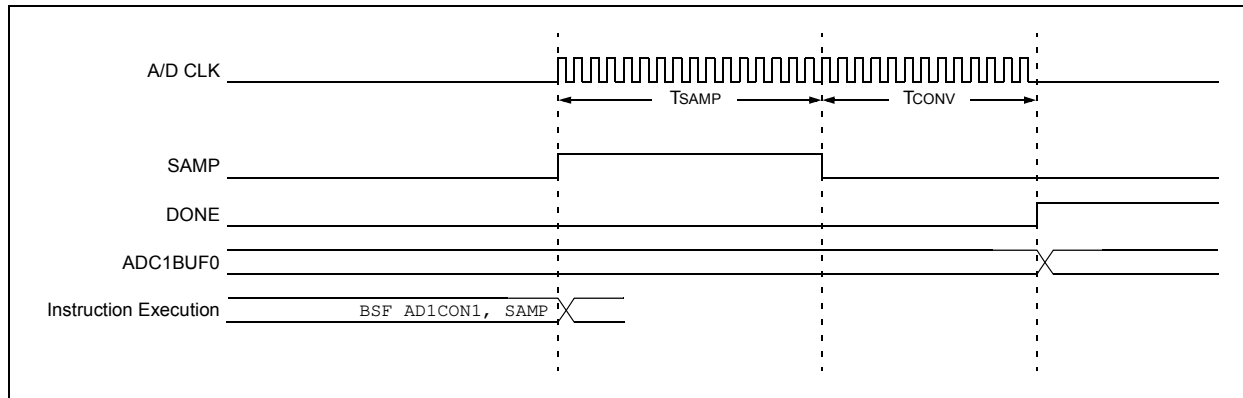 A/D CLK
TSAMP
TCONV
SAMP
DONE
ADC1BUF0
Instruction Execution
BSF AD1CON1, SAMP